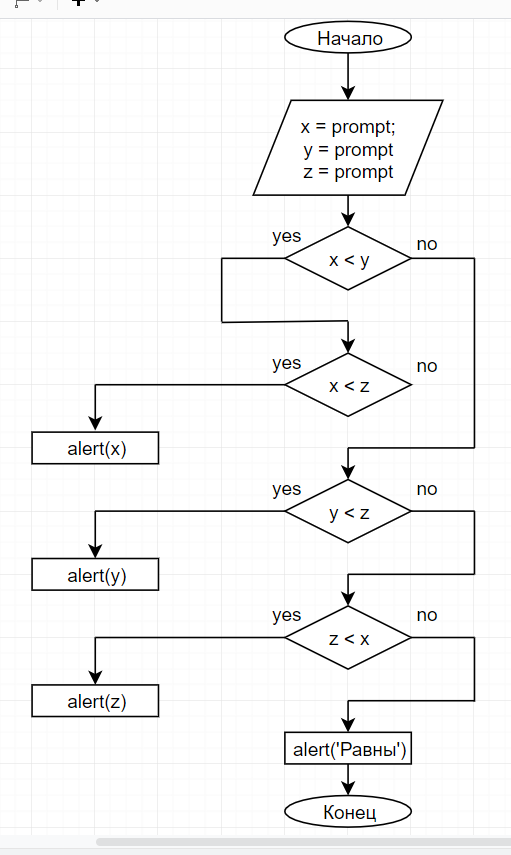 Начало
x = prompt;
y = prompt
z = prompt
yes
no
x < y
yes
no
x < z
alert(x)
yes
no
y < z
alert(y)
yes
no
z < x
alert(z)
alert('Равны')
Конец